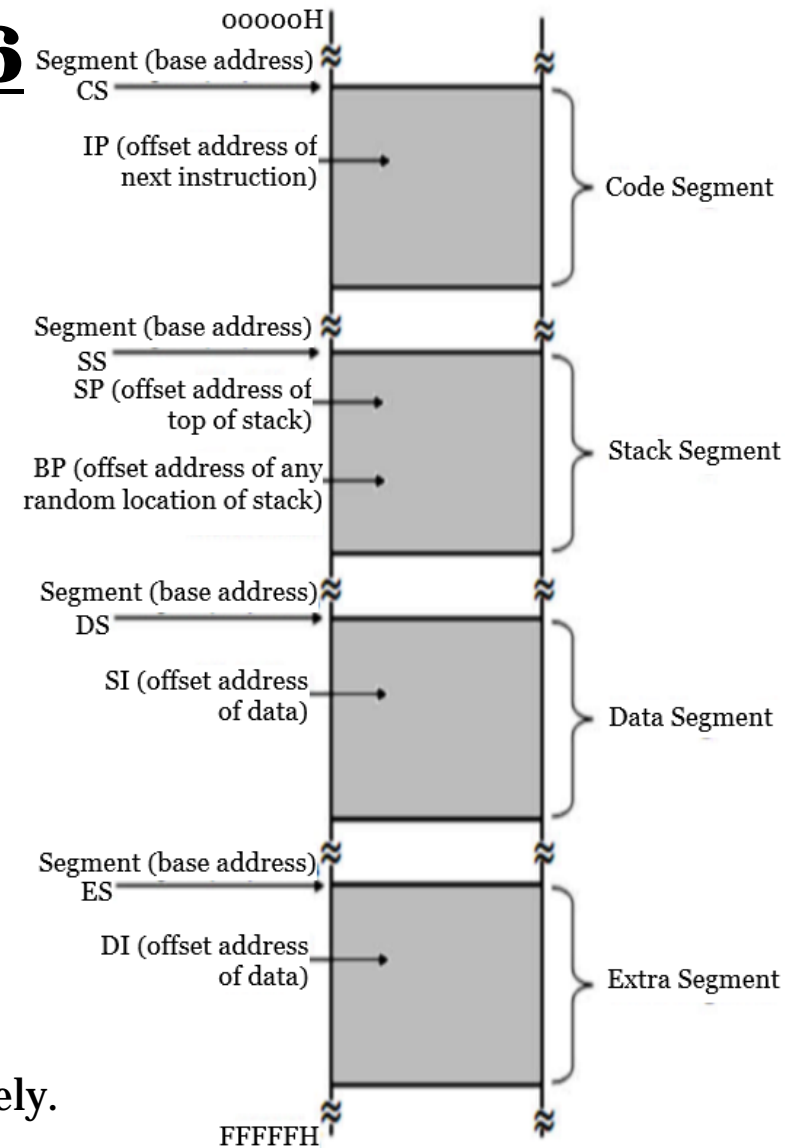 00000H
6
Segment (base address)
CS
IP (offset address of
next instruction)
Code Segment
Segment (base address)
SS
SP (offset address of
top of stack)
BP (offset address of any
random location of stack)
Stack Segment
Segment (base address)
DS
SI (offset address
of data)
Data Segment
Segment (base address)
ES
DI (offset address
of data)
Extra Segment
ely.
FFFFFH